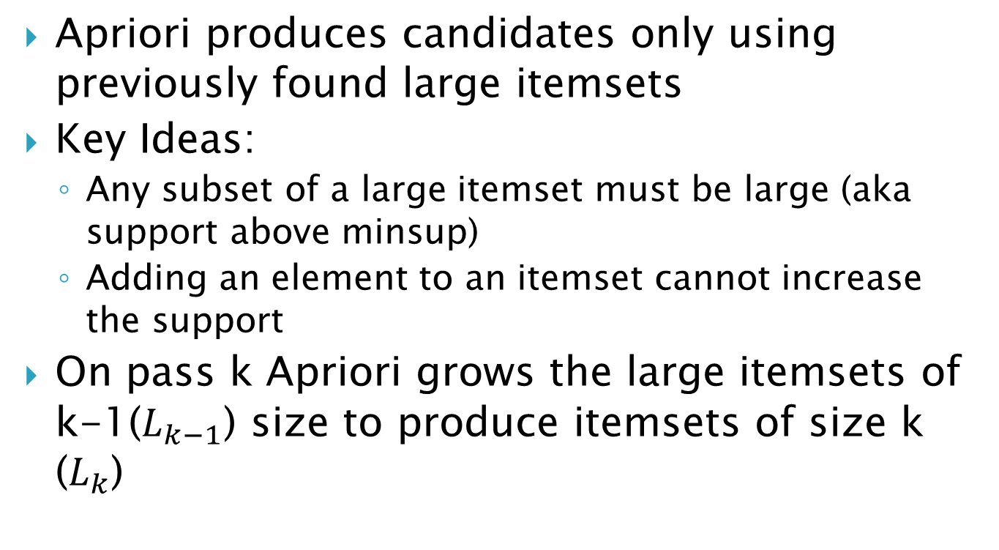 Apriori produces candidates only using
previously found large itemsets
Key Ideas:
Any subset of a large itemset must be large (aka
support above minsup)
Adding an element to an itemset cannot increase
the support
On pass k Apriori grows the large itemsets of
k-1(L_{k−1}) size to produce itemsets of size k
(L_k)